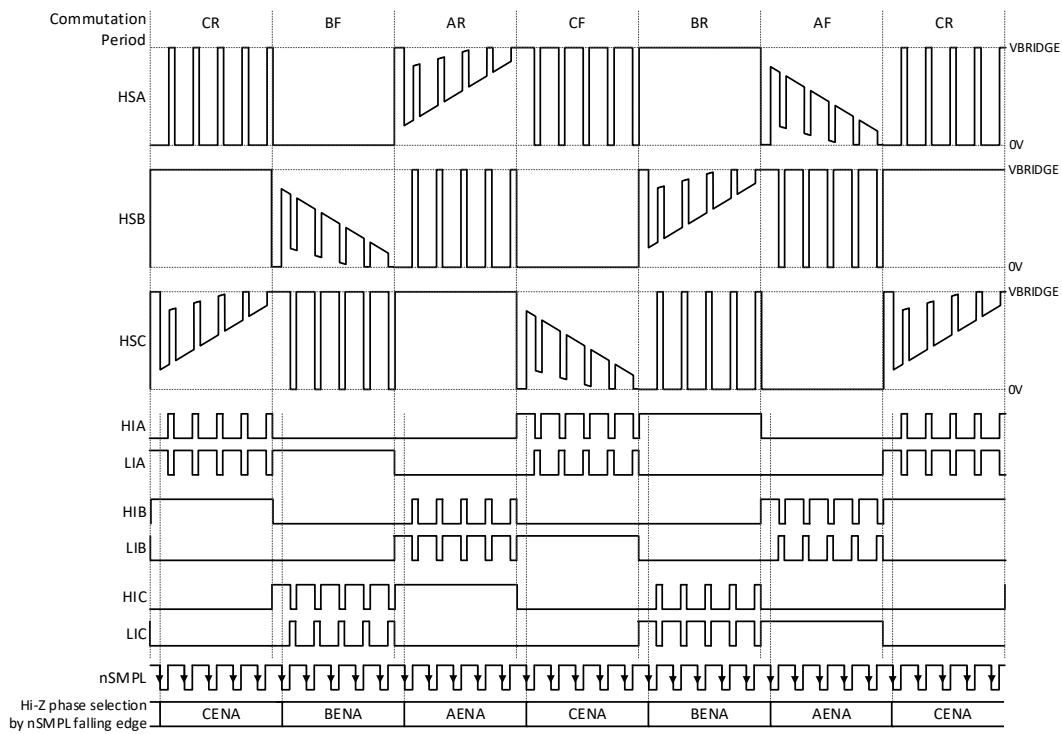 Commutation Period CR BF AR CF BR AF CR
VBRIDGE
HSA
0V
VBRIDGE
HSB
0V
VBRIDGE
HSC
0V
HIA
LIA
HIB
LIB
HIC
LIC
nSMPL
Hi-Z phase selection
by nSMPL falling edge
CENA BENA AENA CENA BENA AENA CENA